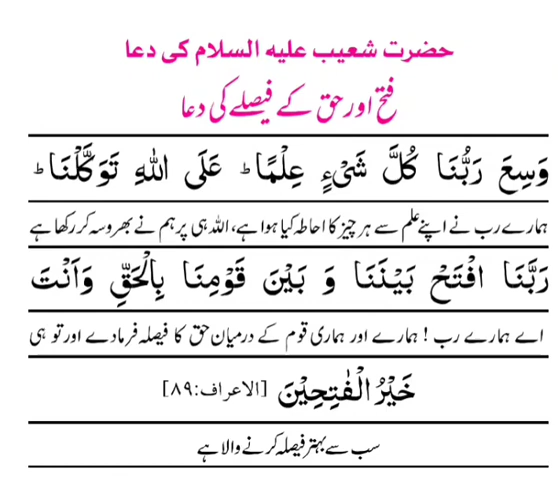 حضرت شعیب علیہ السلام کی دعا
فتح اور حق کے فیصلے کی دعا
وَسِعَ رَبُّنَا كُلَّ شَیْءٍ عِلْمًا ؕ عَلَی اللّٰهِ تَوَكَّلْنَا ؕ
ہمارے رب نے اپنے علم سے ہر چیز کا احاطہ کیا ہوا ہے، اللہ ہی پر ہم نے بھروسہ کر رکھا ہے
رَبَّنَا افْتَحْ بَیْنَنَا وَ بَیْنَ قَوْمِنَا بِالْحَقِّ وَاَنْتَ
اے ہمارے رب! ہمارے اور ہماری قوم کے درمیان حق کا فیصلہ فرما دے اور تو ہی
خَیْرُ الْفٰتِحِیْنَ [الاعراف:٨٩]
سب سے بہتر فیصلہ کرنے والا ہے